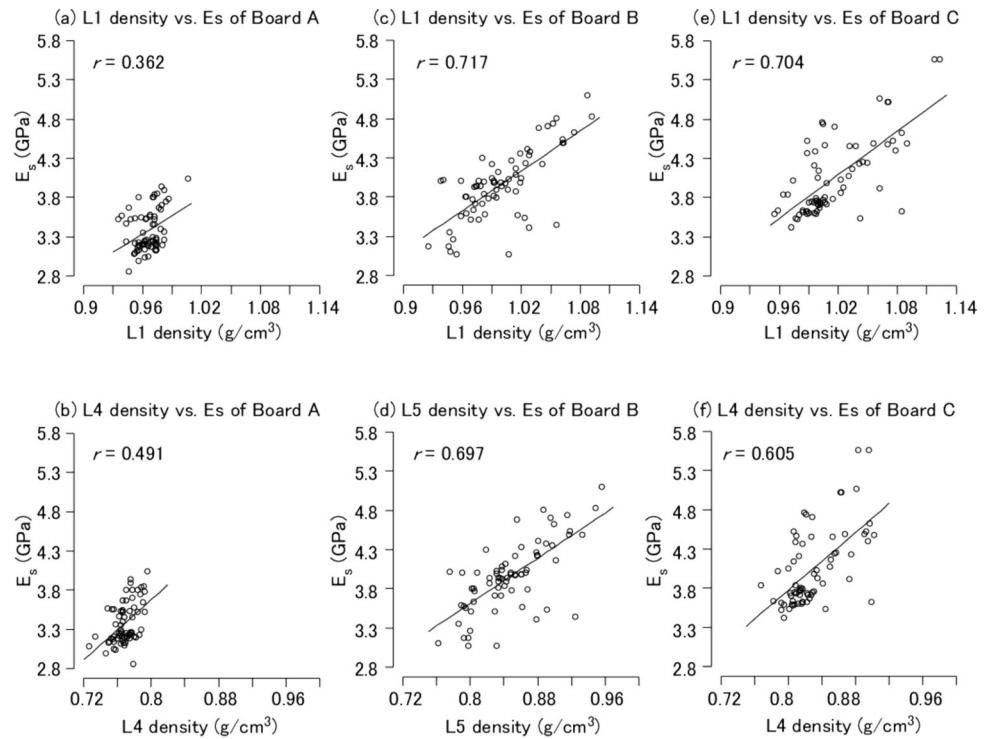 (a) L1 density vs. Es of Board A
r = 0.362
5.8
5.3
4.8
4.3
3.8
3.3
2.8
Es (GPa)
0.9 0.96 1.02 1.08 1.14
L1 density (g/cm³)
(c) L1 density vs. Es of Board B
r = 0.717
5.8
5.3
4.8
4.3
3.8
3.3
2.8
Es (GPa)
0.9 0.96 1.02 1.08 1.14
L1 density (g/cm³)
(e) L1 density vs. Es of Board C
r = 0.704
5.8
5.3
4.8
4.3
3.8
3.3
2.8
Es (GPa)
0.9 0.96 1.02 1.08 1.14
L1 density (g/cm³)
(b) L4 density vs. Es of Board A
r = 0.491
5.8
5.3
4.8
4.3
3.8
3.3
2.8
Es (GPa)
0.72 0.8 0.88 0.96
L4 density (g/cm³)
(d) L5 density vs. Es of Board B
r = 0.697
5.8
5.3
4.8
4.3
3.8
3.3
2.8
Es (GPa)
0.72 0.8 0.88 0.96
L5 density (g/cm³)
(f) L4 density vs. Es of Board C
r = 0.605
5.8
5.3
4.8
4.3
3.8
3.3
2.8
Es (GPa)
0.72 0.8 0.88 0.96
L4 density (g/cm³)